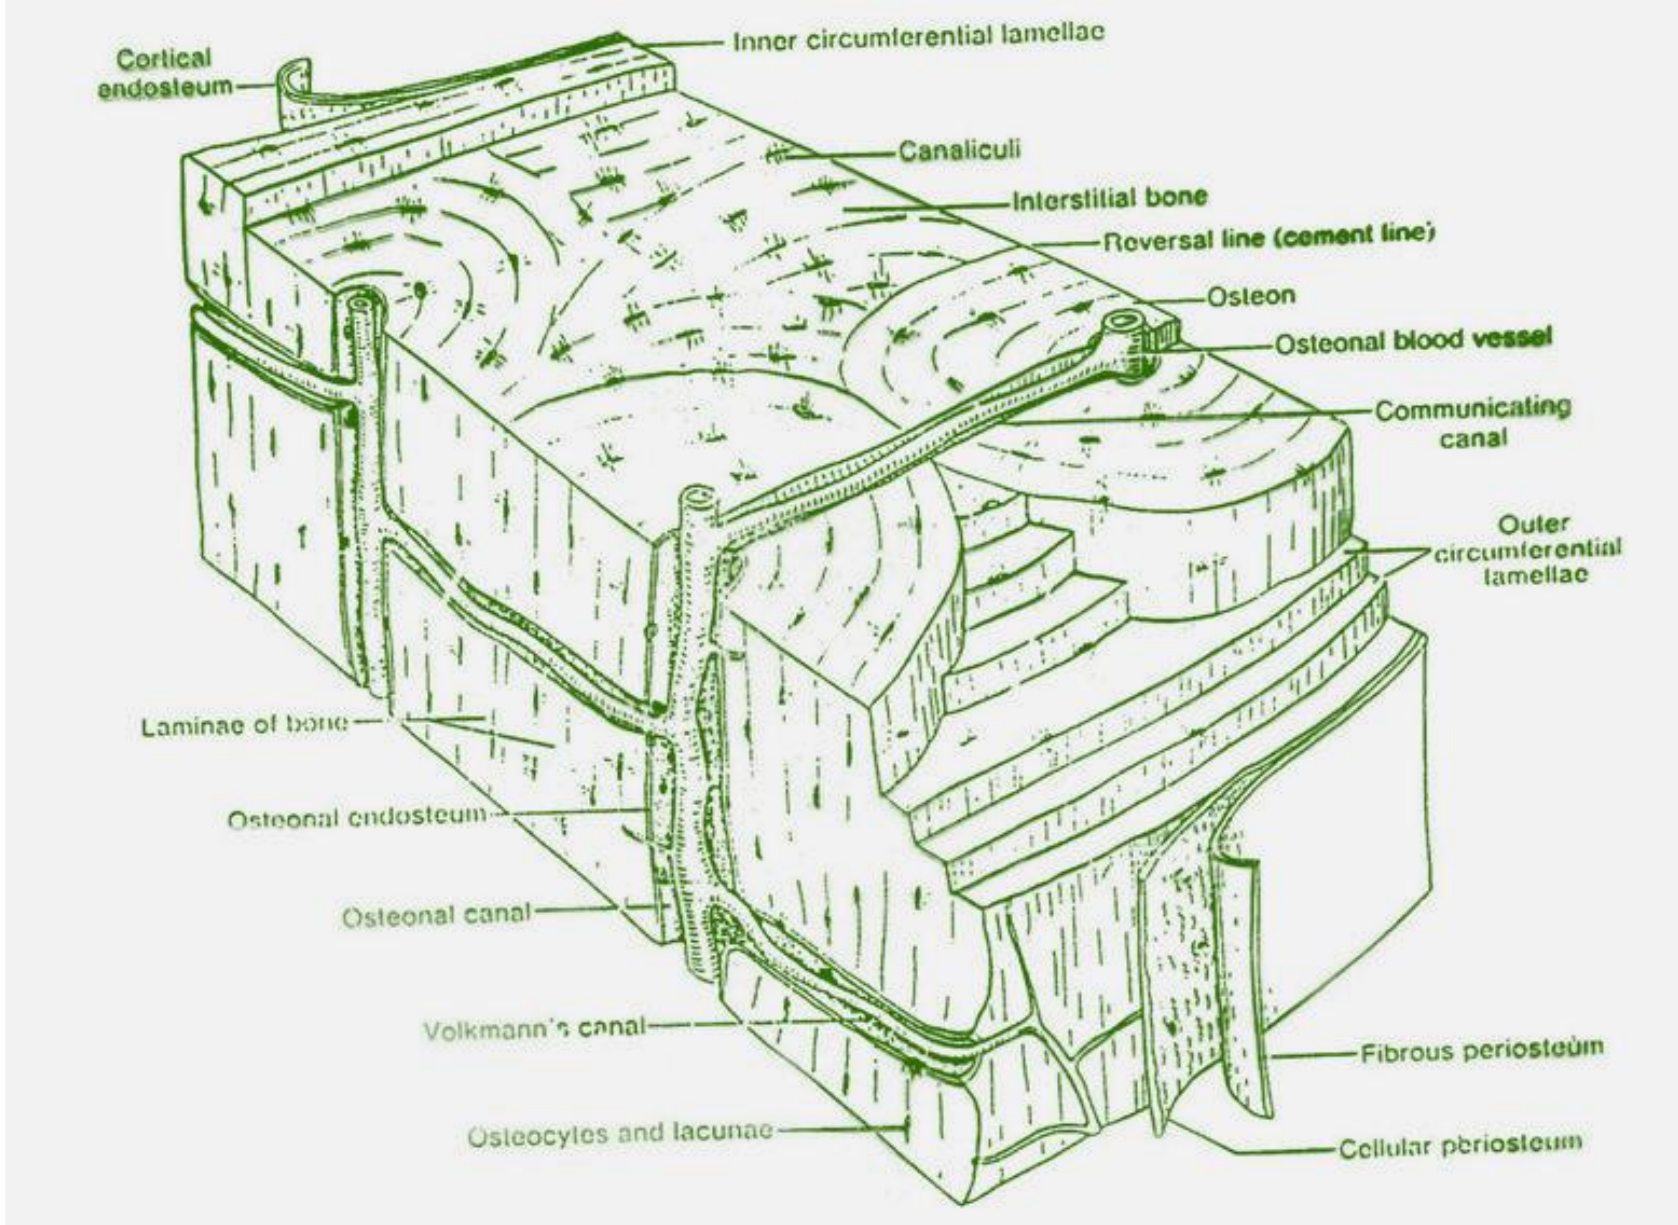 Cortical
endosteum
Inner circumferential lamellae
Canaliculi
Interstitial bone
Reversal line (cement line)
Osteon
Osteonal blood vessel
Communicating
canal
Outer
circumferential
lamellae
Laminae of bone
Osteonal endosteum
Osteonal canal
Volkmann's canal
Osteocytes and lacunae
Fibrous periosteum
Cellular periosteum